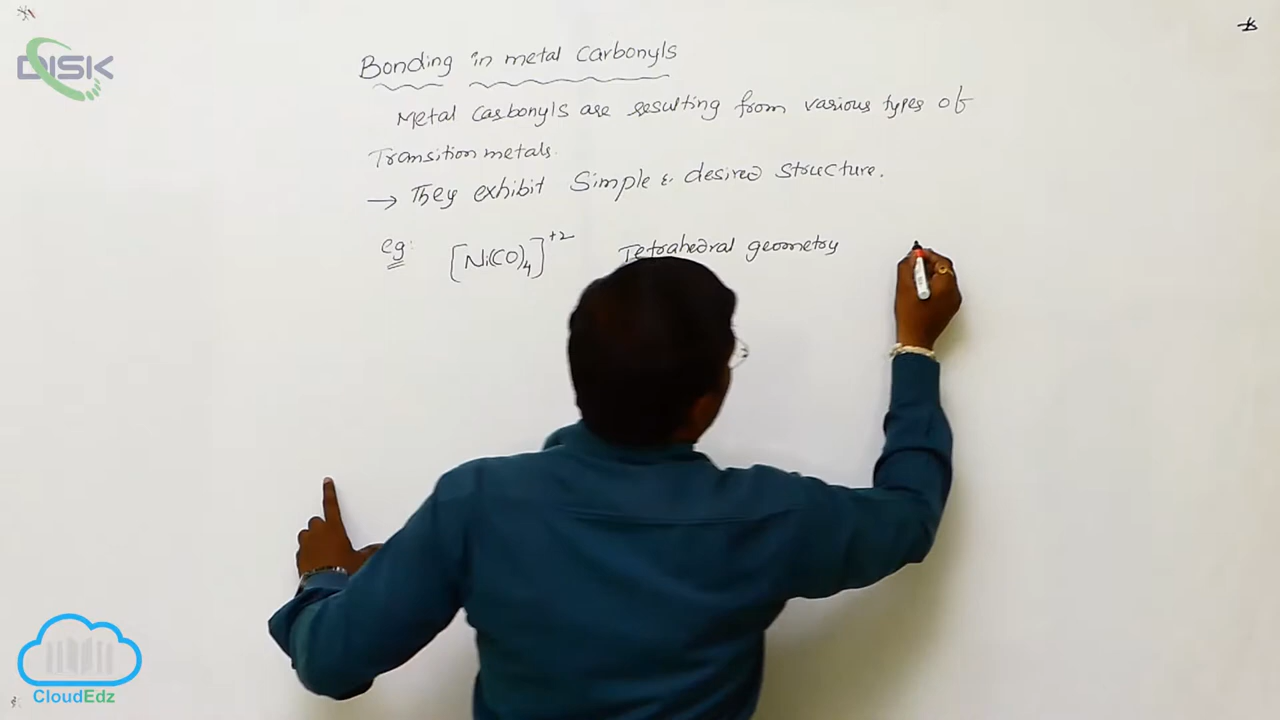 DISK
Bonding in metal Carbonyls
Metal Carbonyls are resulting from various types of
Transition metals.
→ They exhibit Simple & desired Structure.
eg: [Ni(CO)4]+2 Tetrahedral geometry
CloudEdz